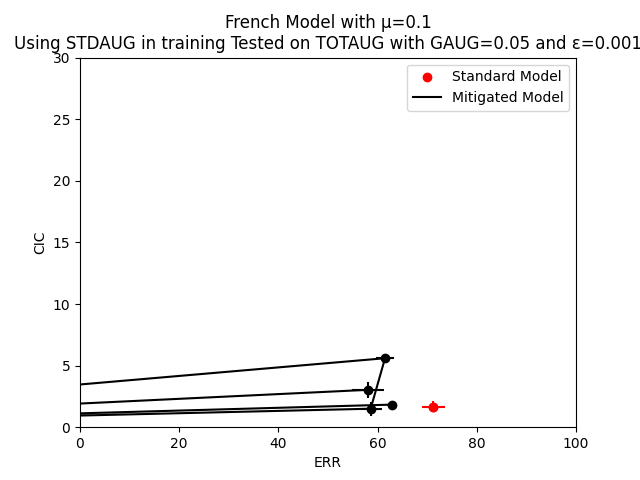 French Model with μ=0.1
Using STDAUG in training Tested on TOTAUG with GAUG=0.05 and ε=0.001
Standard Model
Mitigated Model
30
25
20
15
10
5
0
CIC
0 20 40 60 80 100
ERR